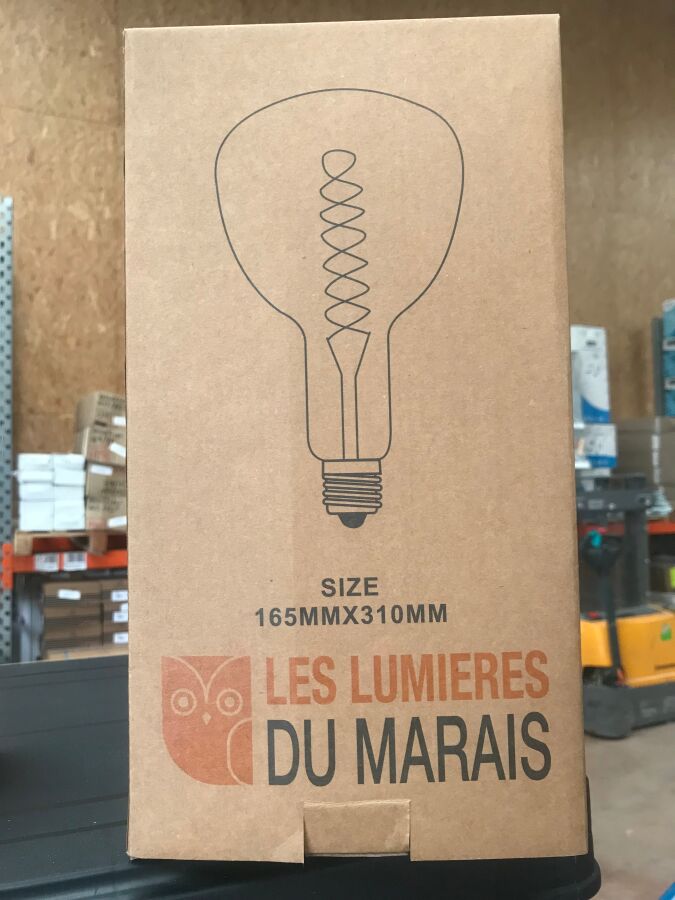 SIZE
165MMX310MM
LES LUMIERES
DU MARAIS